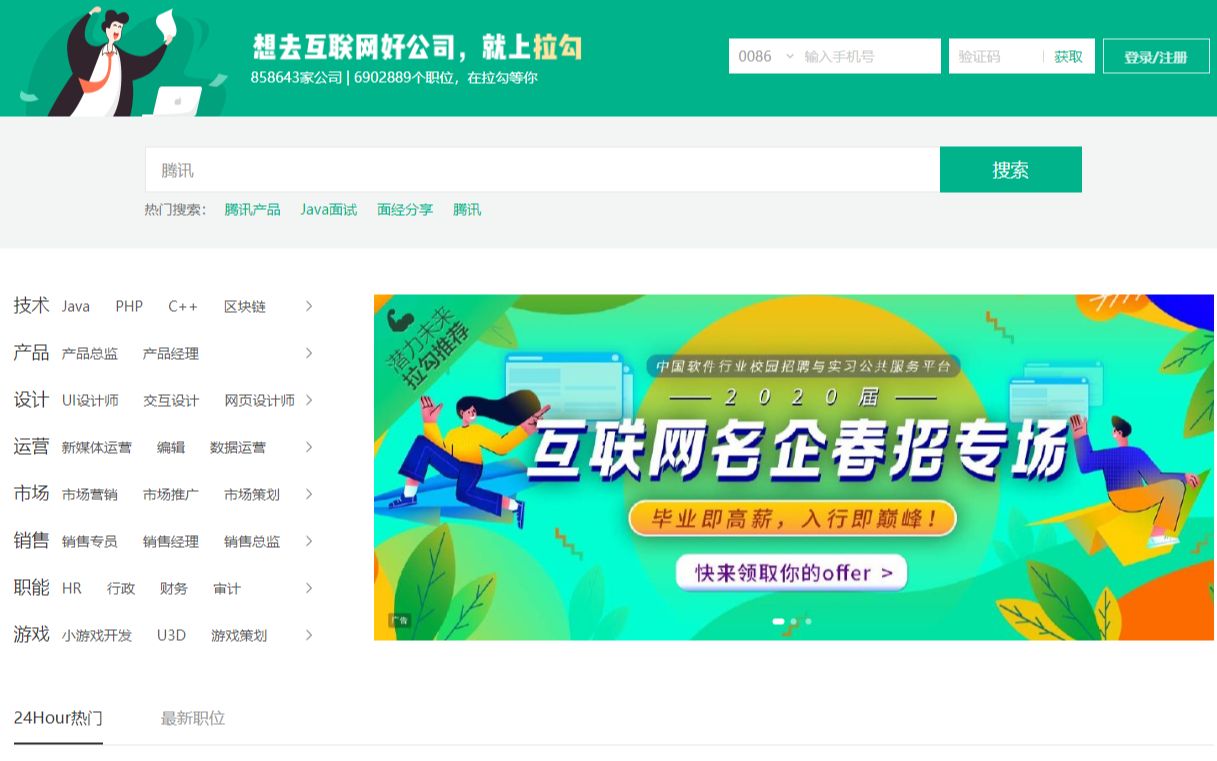 想去互联网好公司，就上拉勾
858643家公司 | 6902889个职位，在拉勾等你
0086 输入手机号 验证码 获取 登录/注册
腾讯 搜索
热门搜索： 腾讯产品 Java面试 面经分享 腾讯
技术 Java PHP C++ 区块链 >
产品 产品总监 产品经理 >
设计 UI设计师 交互设计 网页设计师 >
运营 新媒体运营 编辑 数据运营 >
市场 市场营销 市场推广 市场策划 >
销售 销售专员 销售经理 销售总监 >
职能 HR 行政 财务 审计 >
游戏 小游戏开发 U3D 游戏策划 >
潜力未来
拉勾推荐
中国软件行业校园招聘与实习公共服务平台
2020届
互联网名企春招专场
毕业即高薪，入行即巅峰！
快来领取你的offer >
广告
24Hour热门 最新职位